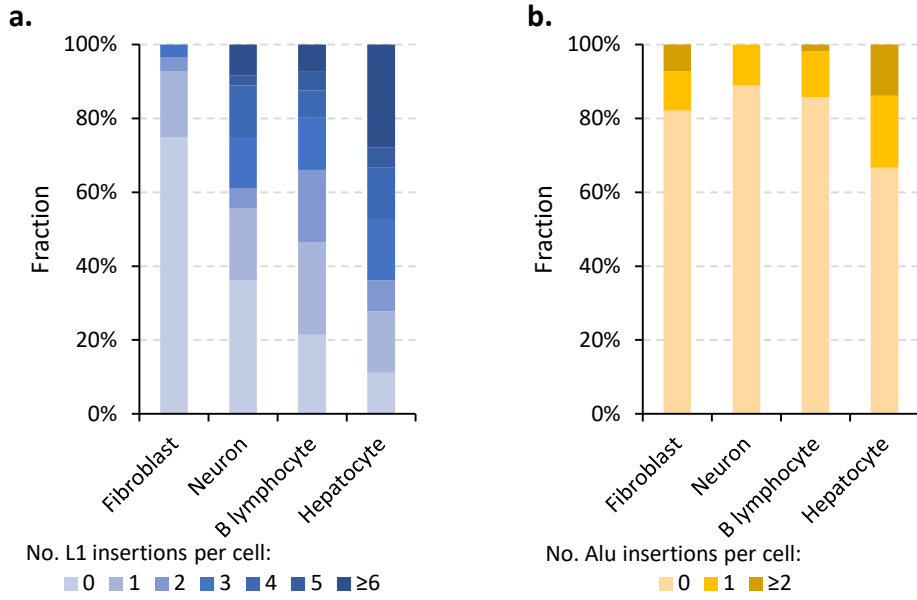 a.
100%
80%
60%
40%
20%
0%
Fraction
Fibroblast
Neuron
B lymphocyte
Hepatocyte
No. L1 insertions per cell:
0 1 2 3 4 5 ≥6
b.
100%
80%
60%
40%
20%
0%
Fraction
Fibroblast
Neuron
B lymphocyte
Hepatocyte
No. Alu insertions per cell:
0 1 ≥2